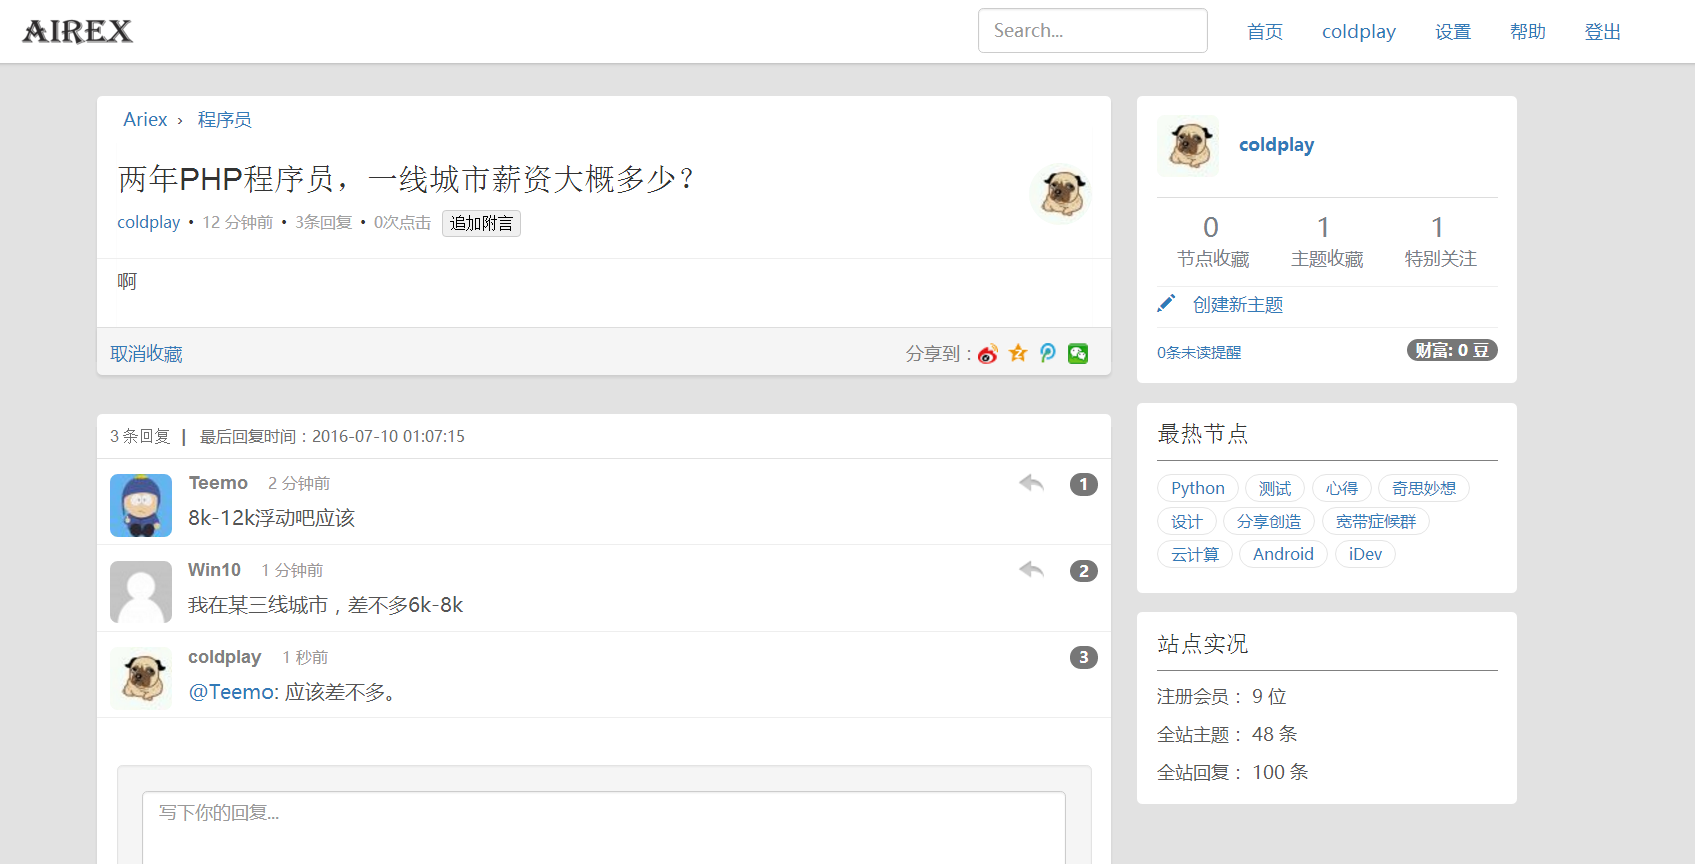 AIREX
Search...
首页 coldplay 设置 帮助 登出
Ariex › 程序员
两年PHP程序员，一线城市薪资大概多少？
coldplay • 12 分钟前 • 3条回复 • 0次点击 追加附言
啊
取消收藏 分享到：
3 条回复 | 最后回复时间：2016-07-10 01:07:15
Teemo 2 分钟前 1
8k-12k浮动吧应该
Win10 1 分钟前 2
我在某三线城市，差不多6k-8k
coldplay 1 秒前 3
@Teemo: 应该差不多。
写下你的回复...
coldplay
0 1 1
节点收藏 主题收藏 特别关注
创建新主题
0条未读提醒 财富: 0 豆
最热节点
Python 测试 心得 奇思妙想
设计 分享创造 宽带症候群
云计算 Android iDev
站点实况
注册会员： 9 位
全站主题： 48 条
全站回复： 100 条